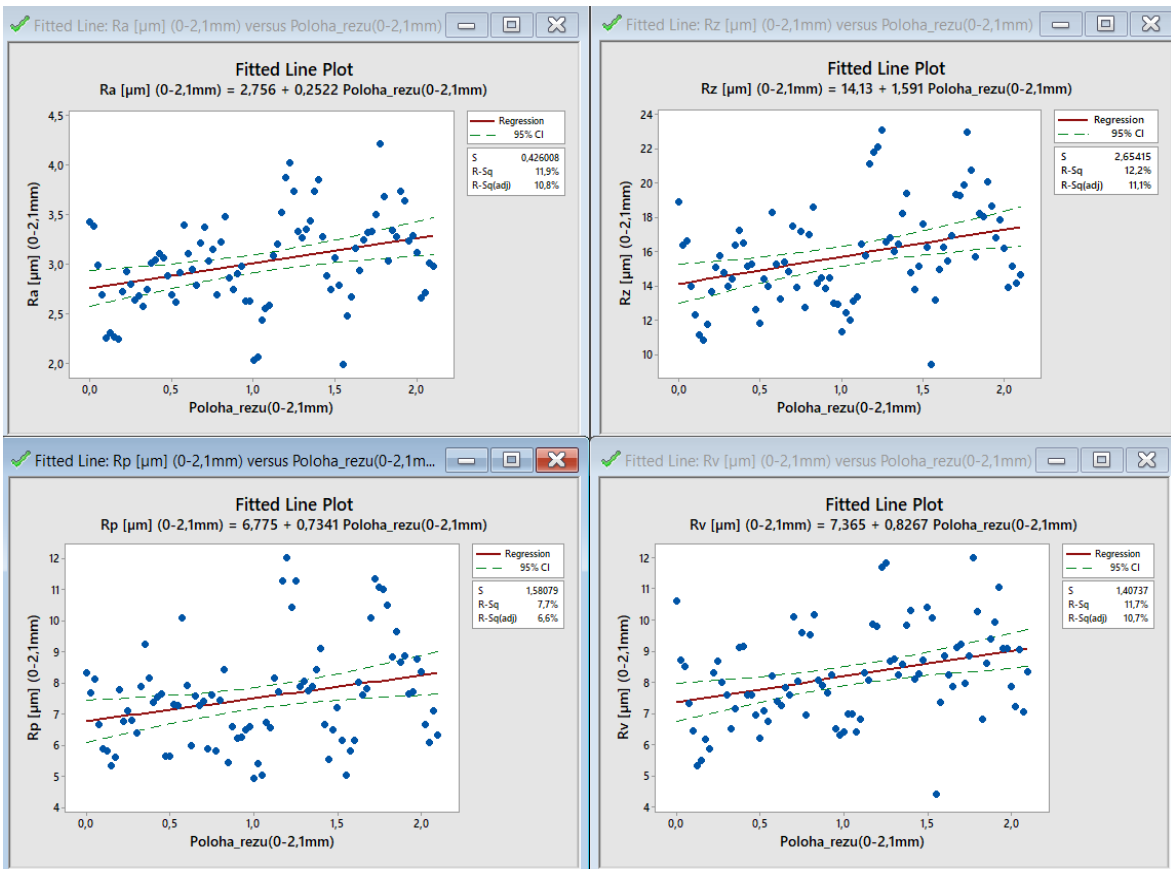 Fitted Line: Ra [µm] (0-2,1mm) versus Poloha_rezu(0-2,1mm)
Fitted Line Plot
Ra [µm] (0-2,1mm) = 2,756 + 0,2522 Poloha_rezu(0-2,1mm)
Regression
95% CI
S 0,426008
R-Sq 11,9%
R-Sq(adj) 10,8%
Ra [µm] (0-2,1mm)
4,5
4,0
3,5
3,0
2,5
2,0
0,0 0,5 1,0 1,5 2,0
Poloha_rezu(0-2,1mm)
Fitted Line: Rz [µm] (0-2,1mm) versus Poloha_rezu(0-2,1mm)
Fitted Line Plot
Rz [µm] (0-2,1mm) = 14,13 + 1,591 Poloha_rezu(0-2,1mm)
Regression
95% CI
S 2,65415
R-Sq 12,2%
R-Sq(adj) 11,1%
Rz [µm] (0-2,1mm)
24
22
20
18
16
14
12
10
0,0 0,5 1,0 1,5 2,0
Poloha_rezu(0-2,1mm)
Fitted Line: Rp [µm] (0-2,1mm) versus Poloha_rezu(0-2,1m...
Fitted Line Plot
Rp [µm] (0-2,1mm) = 6,775 + 0,7341 Poloha_rezu(0-2,1mm)
Regression
95% CI
S 1,58079
R-Sq 7,7%
R-Sq(adj) 6,6%
Rp [µm] (0-2,1mm)
12
11
10
9
8
7
6
5
4
0,0 0,5 1,0 1,5 2,0
Poloha_rezu(0-2,1mm)
Fitted Line: Rv [µm] (0-2,1mm) versus Poloha_rezu(0-2,1mm)
Fitted Line Plot
Rv [µm] (0-2,1mm) = 7,365 + 0,8267 Poloha_rezu(0-2,1mm)
Regression
95% CI
S 1,40737
R-Sq 11,7%
R-Sq(adj) 10,7%
Rv [µm] (0-2,1mm)
12
11
10
9
8
7
6
5
4
0,0 0,5 1,0 1,5 2,0
Poloha_rezu(0-2,1mm)